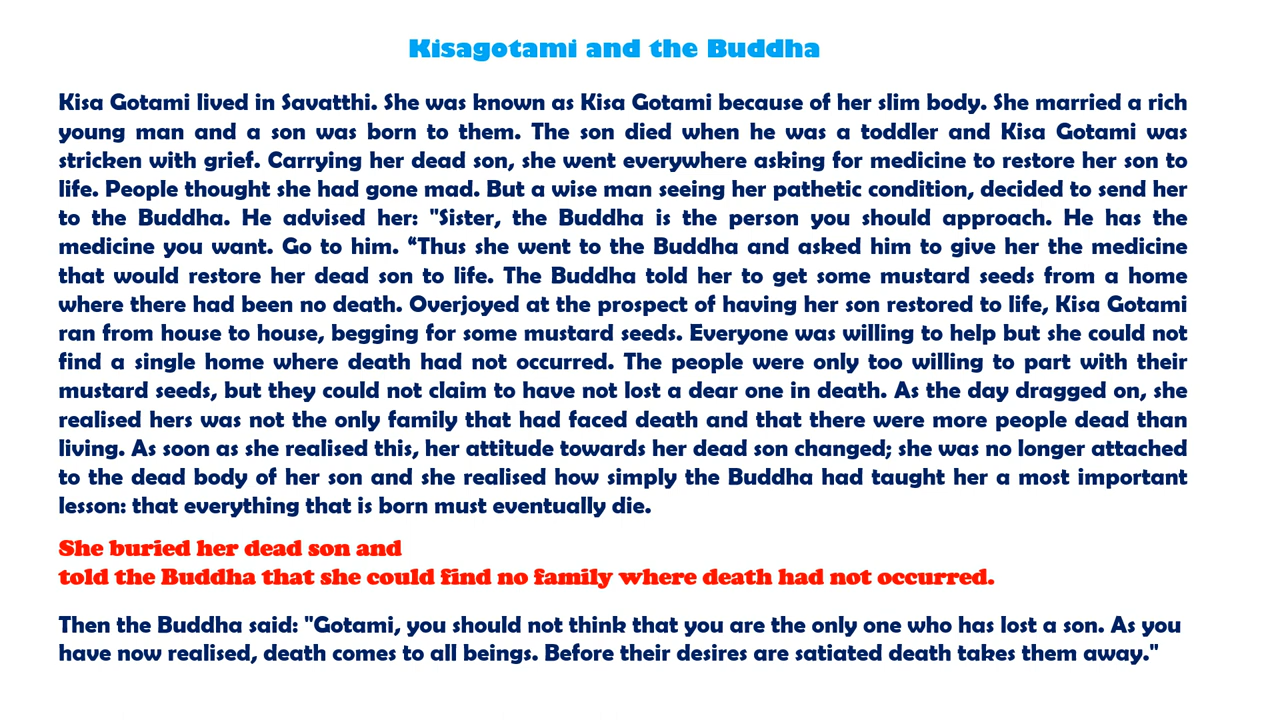 Kisagotami and the Buddha
Kisa Gotami lived in Savatthi. She was known as Kisa Gotami because of her slim body. She married a rich
young man and a son was born to them. The son died when he was a toddler and Kisa Gotami was
stricken with grief. Carrying her dead son, she went everywhere asking for medicine to restore her son to
life. People thought she had gone mad. But a wise man seeing her pathetic condition, decided to send her
to the Buddha. He advised her: "Sister, the Buddha is the person you should approach. He has the
medicine you want. Go to him. “Thus she went to the Buddha and asked him to give her the medicine
that would restore her dead son to life. The Buddha told her to get some mustard seeds from a home
where there had been no death. Overjoyed at the prospect of having her son restored to life, Kisa Gotami
ran from house to house, begging for some mustard seeds. Everyone was willing to help but she could not
find a single home where death had not occurred. The people were only too willing to part with their
mustard seeds, but they could not claim to have not lost a dear one in death. As the day dragged on, she
realised hers was not the only family that had faced death and that there were more people dead than
living. As soon as she realised this, her attitude towards her dead son changed; she was no longer attached
to the dead body of her son and she realised how simply the Buddha had taught her a most important
lesson: that everything that is born must eventually die.
She buried her dead son and
told the Buddha that she could find no family where death had not occurred.
Then the Buddha said: "Gotami, you should not think that you are the only one who has lost a son. As you
have now realised, death comes to all beings. Before their desires are satiated death takes them away."